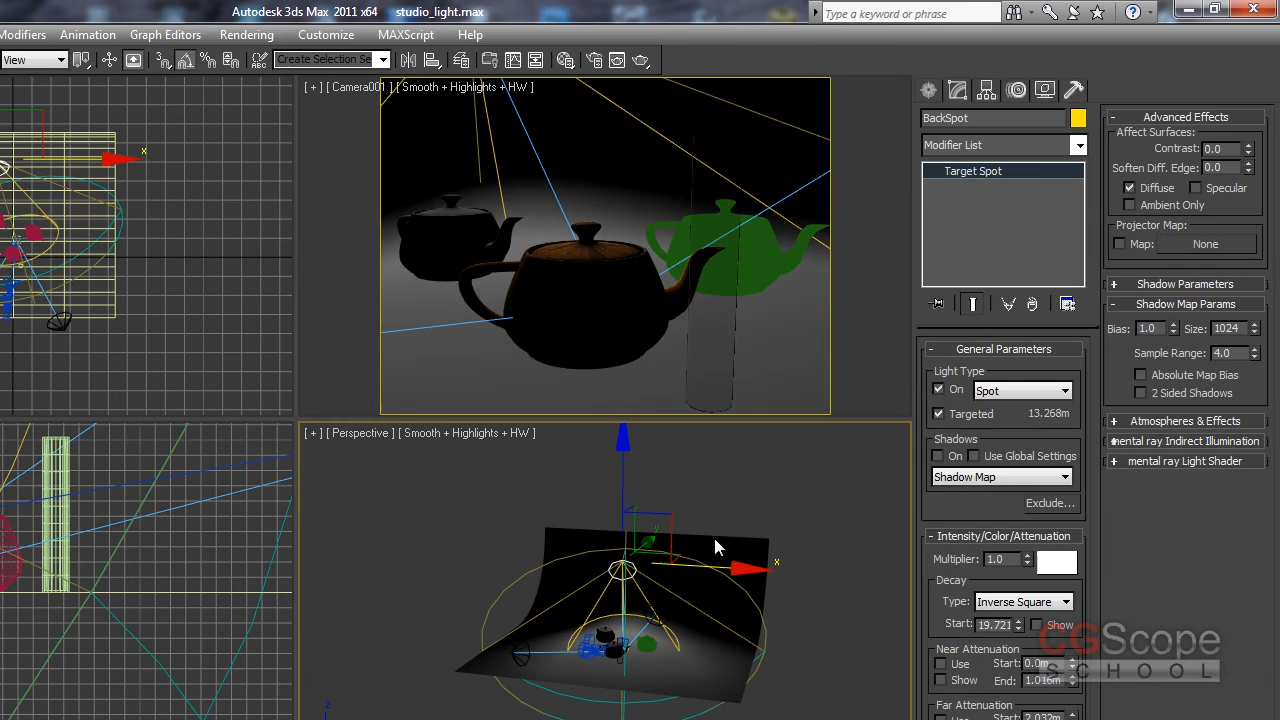 Autodesk 3ds Max 2011 x64 studio_light.max
Type a keyword or phrase
Modifiers Animation Graph Editors Rendering Customize MAXScript Help
View
Create Selection Se
[ + ] [ Camera001 ] [ Smooth + Highlights + HW ]
x
BackSpot
Modifier List
Target Spot
General Parameters
Light Type
On Spot
Targeted 13.268m
Shadows
On Use Global Settings
Shadow Map
Exclude...
Intensity/Color/Attenuation
Multiplier: 1.0
Decay
Type: Inverse Square
Start: 19.721 Show
Near Attenuation
Use Start: 0.0m
Show End: 1.016m
Far Attenuation
Start: 2.032m
Advanced Effects
Affect Surfaces:
Contrast: 0.0
Soften Diff. Edge: 0.0
Diffuse Specular
Ambient Only
Projector Map:
Map: None
Shadow Parameters
Shadow Map Params
Bias: 1.0 Size: 1024
Sample Range: 4.0
Absolute Map Bias
2 Sided Shadows
Atmospheres & Effects
mental ray Indirect Illumination
mental ray Light Shader
[ + ] [ Perspective ] [ Smooth + Highlights + HW ]
y
x
z
CGScope
SCHOOL